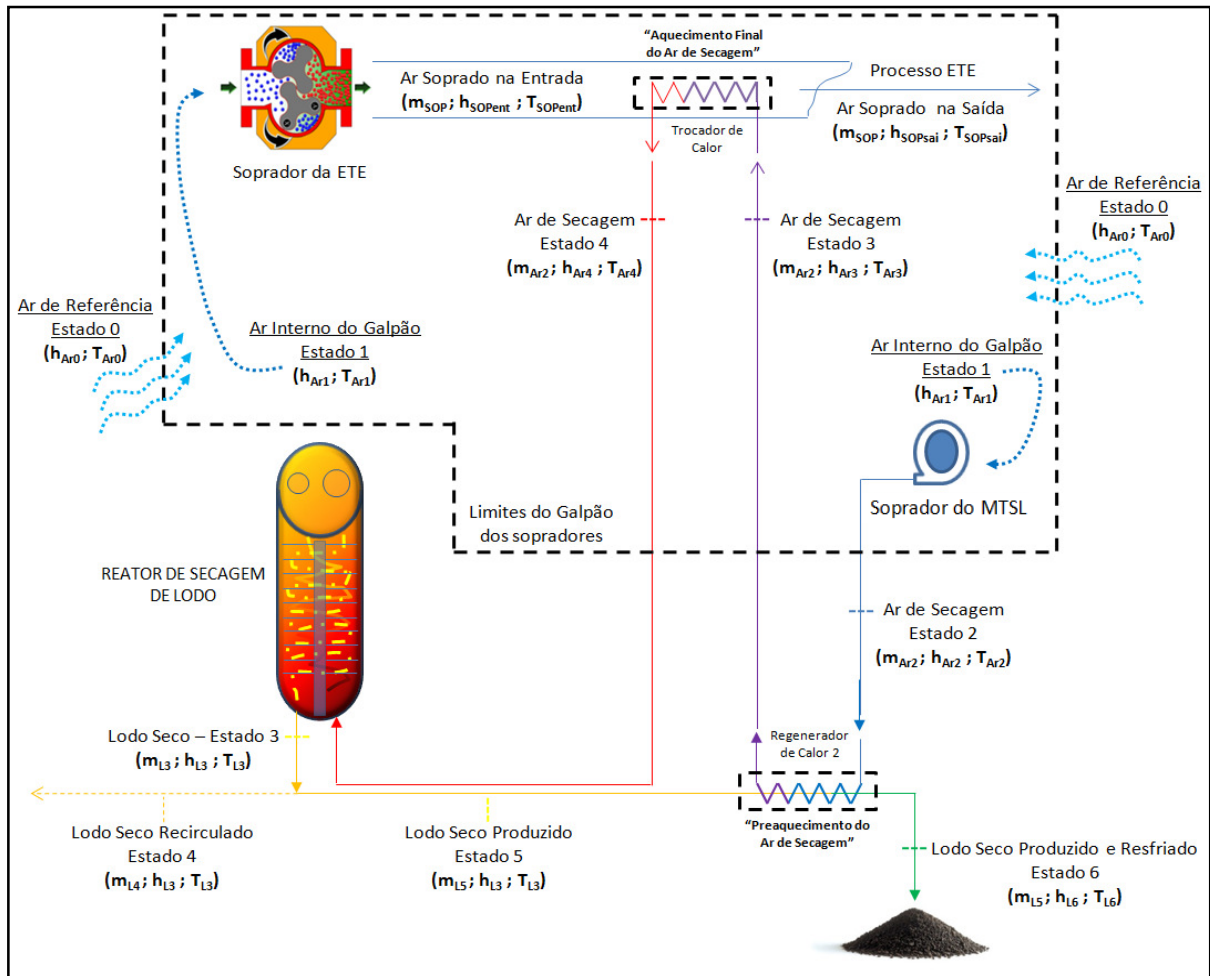 “Aquecimento Final
do Ar de Secagem”
Ar Soprado na Entrada
(mSOP ; hSOPent ; TSOPent)
Processo ETE
Ar Soprado na Saída
(mSOP ; hSOPsai ; TSOPsai)
Trocador de
Calor
Soprador da ETE
Ar de Referência
Estado 0
(hAr0 ; TAr0)
Ar de Secagem
Estado 4
(mAr2 ; hAr4 ; TAr4)
Ar de Secagem
Estado 3
(mAr2 ; hAr3 ; TAr3)
Ar de Referência
Estado 0
(hAr0 ; TAr0)
Ar Interno do Galpão
Estado 1
(hAr1 ; TAr1)
Ar Interno do Galpão
Estado 1
(hAr1 ; TAr1)
Soprador do MTSL
Limites do Galpão
dos sopradores
REATOR DE SECAGEM
DE LODO
Ar de Secagem
Estado 2
(mAr2 ; hAr2 ; TAr2)
Lodo Seco – Estado 3
(mL3 ; hL3 ; TL3)
Regenerador
de Calor 2
“Preaquecimento do
Ar de Secagem”
Lodo Seco Recirculado
Estado 4
(mL4 ; hL3 ; TL3)
Lodo Seco Produzido
Estado 5
(mL5 ; hL3 ; TL3)
Lodo Seco Produzido e Resfriado
Estado 6
(mL5 ; hL6 ; TL6)